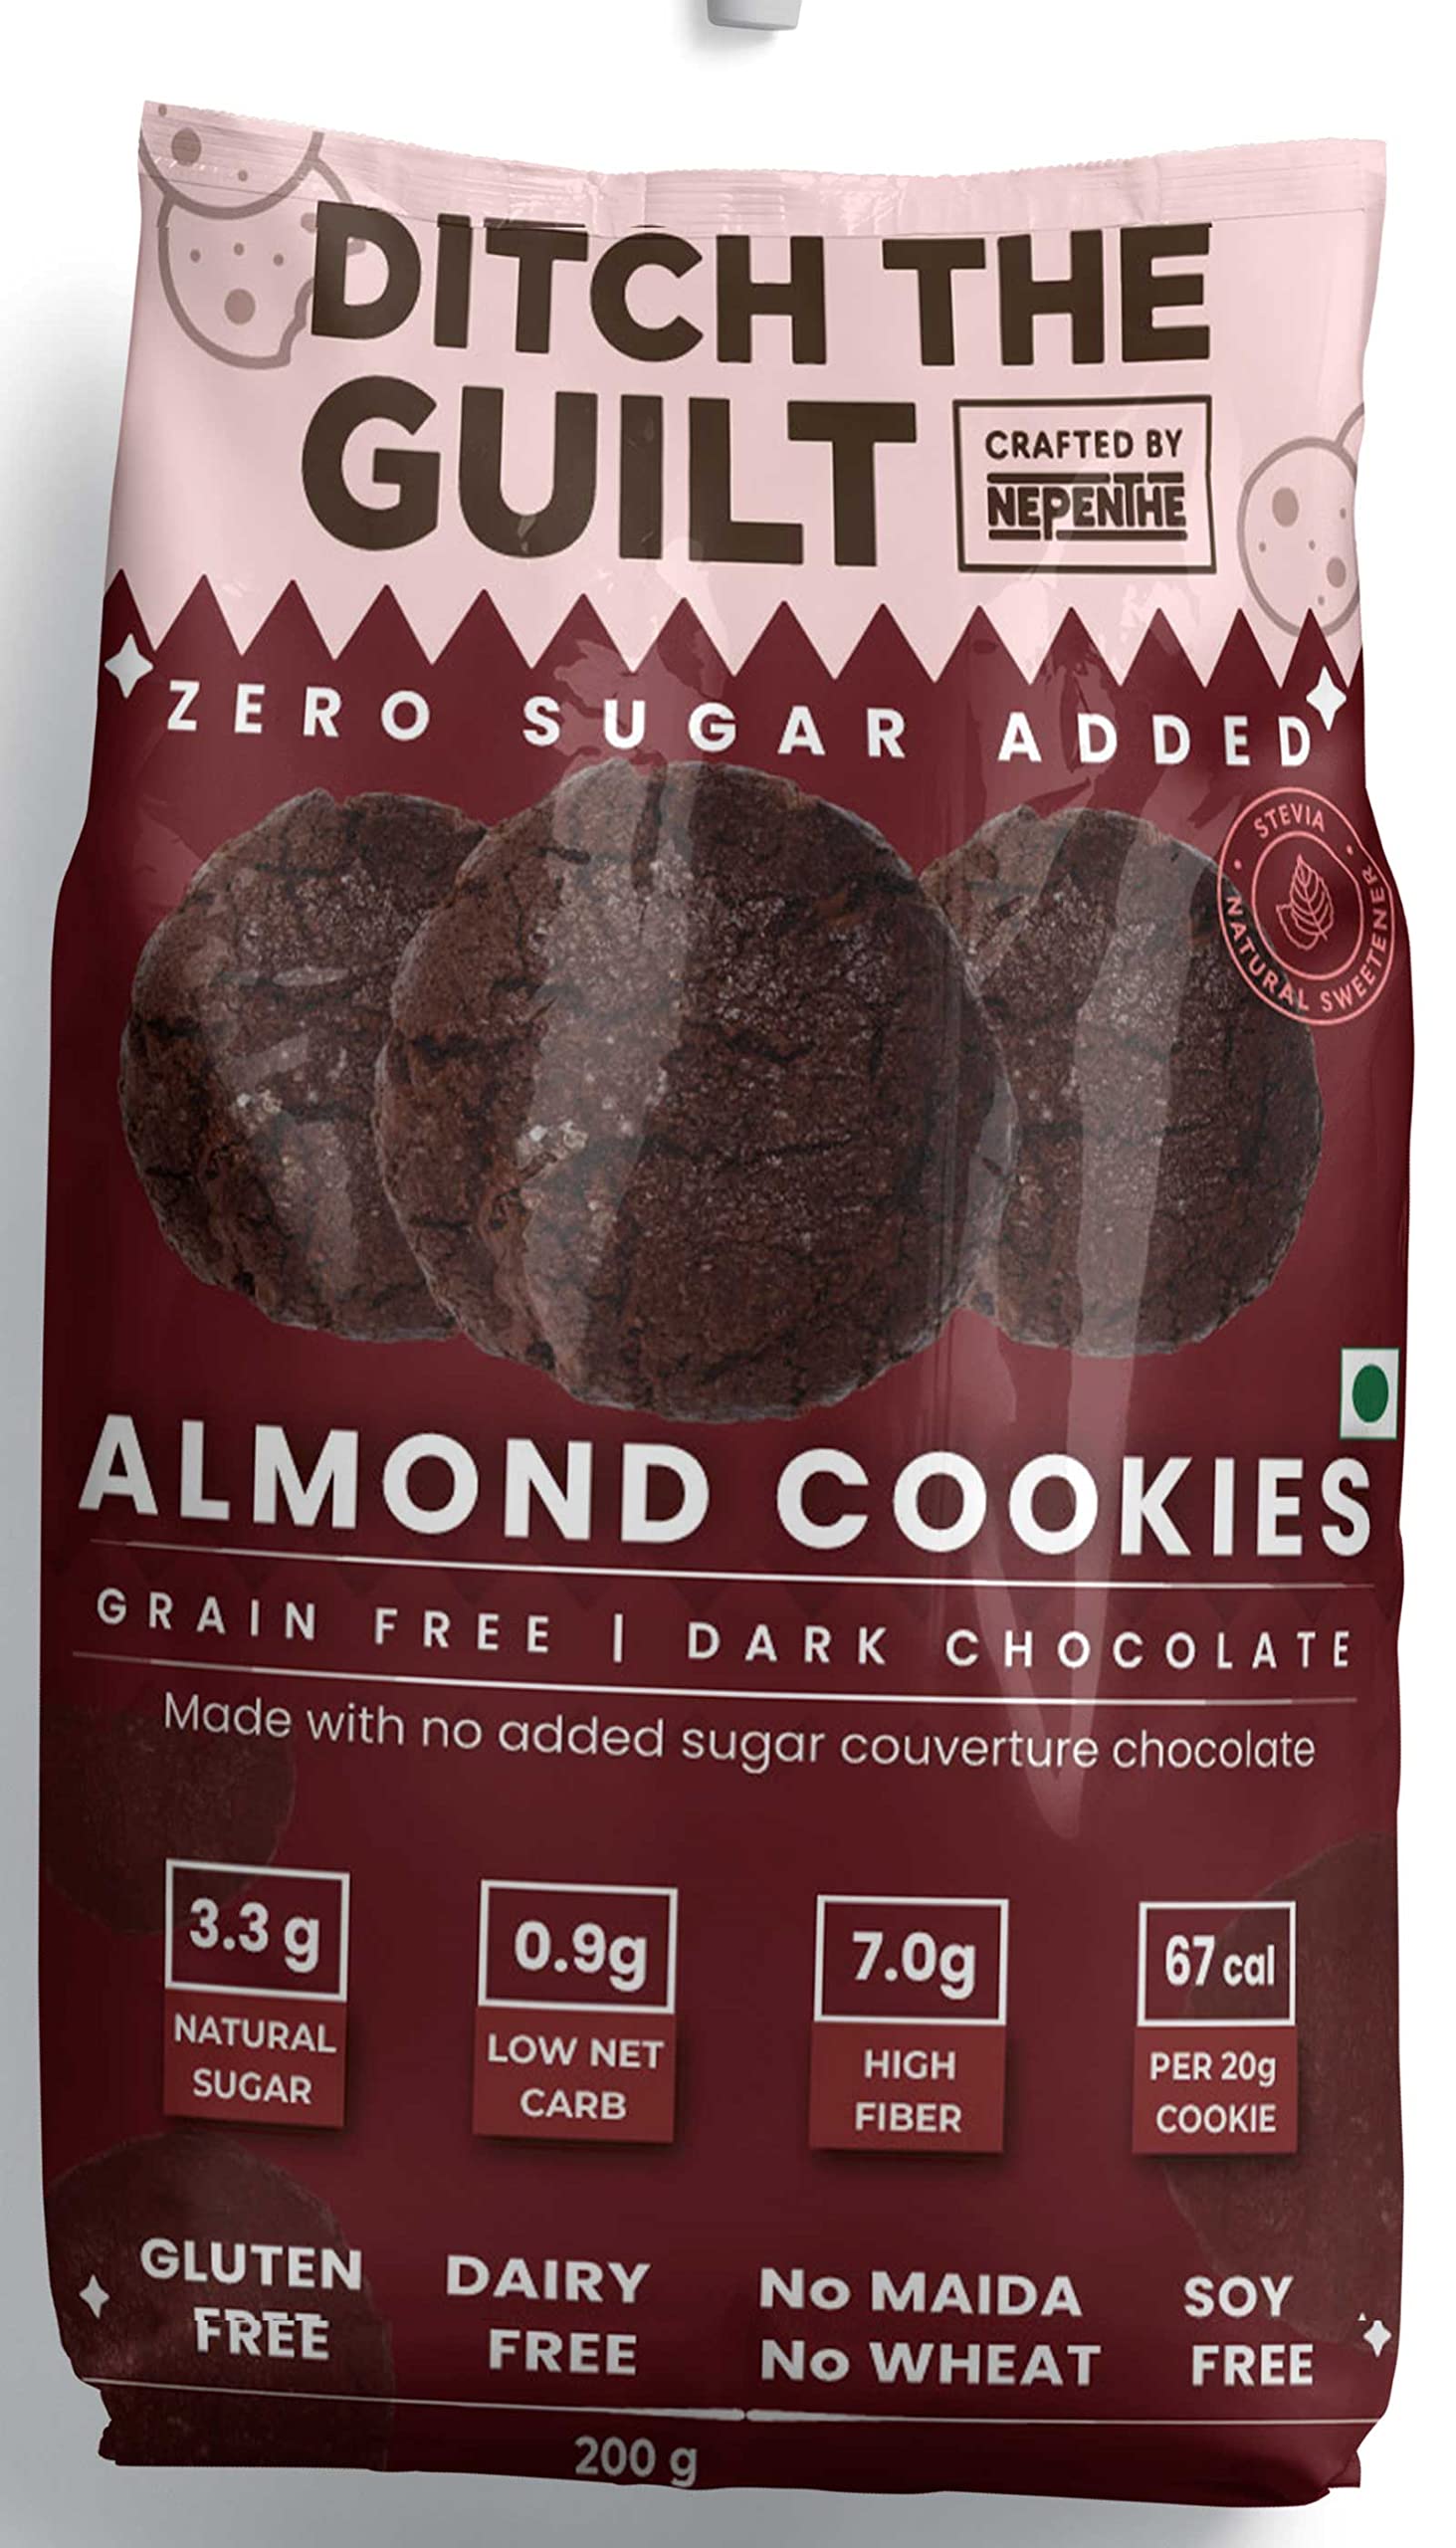 DITCH THE
GUILT
CRAFTED BY
NEPENTHE
ZERO SUGAR ADDED
STEVIA
NATURAL SWEETENER
ALMOND COOKIES
GRAIN FREE | DARK CHOCOLATE
Made with no added sugar couverture chocolate
3.3 g
NATURAL
SUGAR
0.9g
LOW NET
CARB
7.0g
HIGH
FIBER
67 cal
PER 20g
COOKIE
GLUTEN
FREE
DAIRY
FREE
No MAIDA
No WHEAT
SOY
FREE
200 g